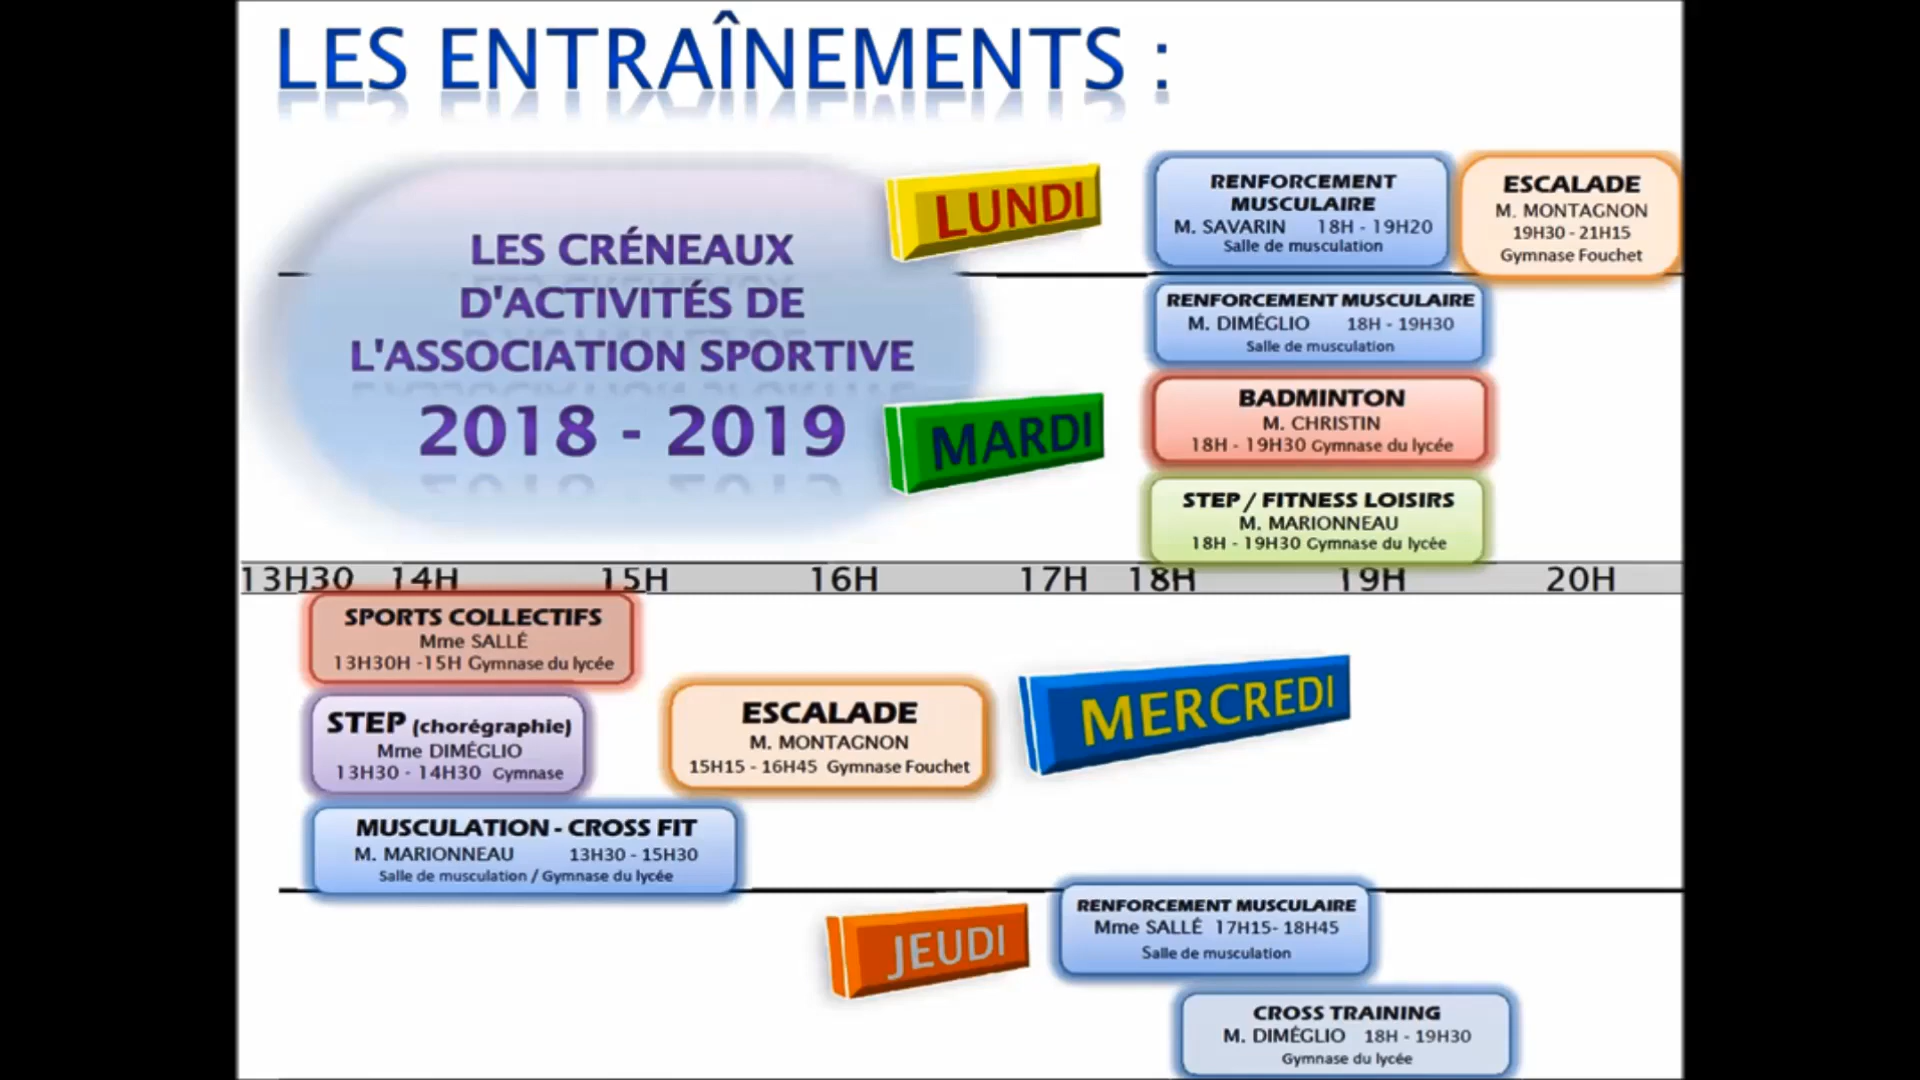 LES ENTRAÎNEMENTS :
LES CRÉNEAUX
D'ACTIVITÉS DE
L'ASSOCIATION SPORTIVE
2018 - 2019
LUNDI
RENFORCEMENT
MUSCULAIRE
M. SAVARIN 18H - 19H20
Salle de musculation
ESCALADE
M. MONTAGNON
19H30 - 21H15
Gymnase Fouchet
MARDI
RENFORCEMENT MUSCULAIRE
M. DIMÉGLIO 18H - 19H30
Salle de musculation
BADMINTON
M. CHRISTIN
18H - 19H30 Gymnase du lycée
STEP / FITNESS LOISIRS
M. MARIONNEAU
18H - 19H30 Gymnase du lycée
13H30 14H 15H 16H 17H 18H 19H 20H
SPORTS COLLECTIFS
Mme SALLÉ
13H30H -15H Gymnase du lycée
STEP (chorégraphie)
Mme DIMÉGLIO
13H30 - 14H30 Gymnase
ESCALADE
M. MONTAGNON
15H15 - 16H45 Gymnase Fouchet
MERCREDI
MUSCULATION - CROSS FIT
M. MARIONNEAU 13H30 - 15H30
Salle de musculation / Gymnase du lycée
JEUDI
RENFORCEMENT MUSCULAIRE
Mme SALLÉ 17H15- 18H45
Salle de musculation
CROSS TRAINING
M. DIMÉGLIO 18H - 19H30
Gymnase du lycée